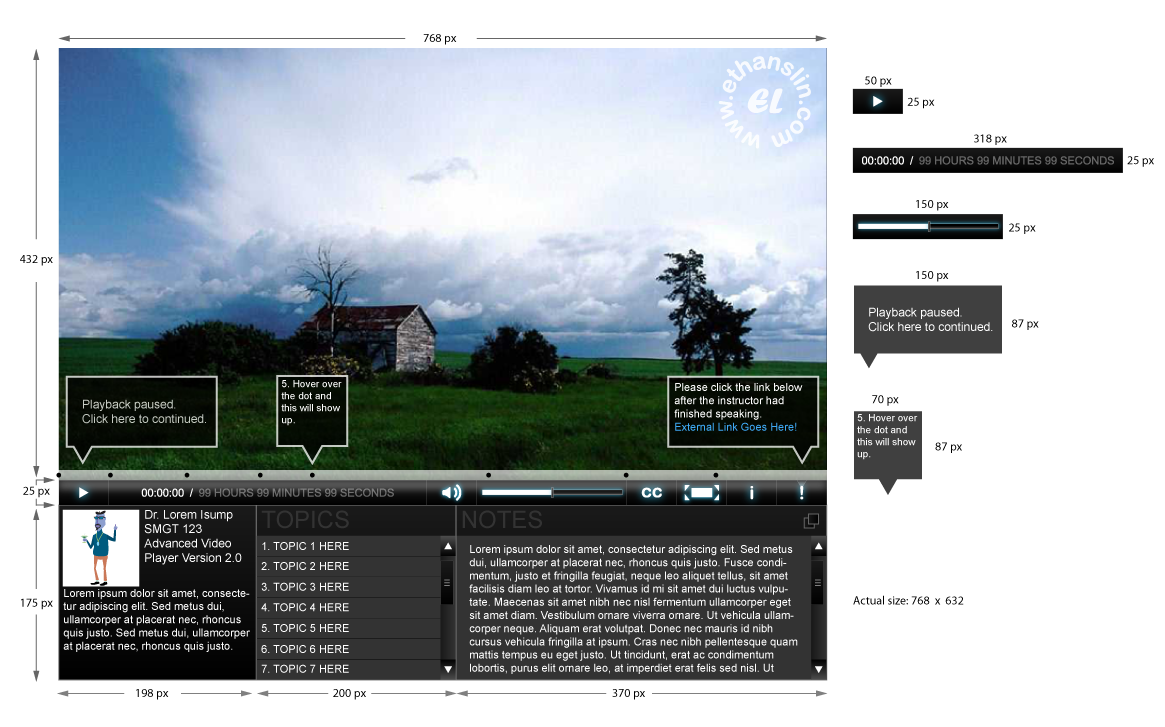 768 px
www.ethanslin.com
EL
432 px
Playback paused.
Click here to continued.
5. Hover over
the dot and
this will show
up.
Please click the link below
after the instructor had
finished speaking.
External Link Goes Here!
25 px
00:00:00 / 99 HOURS 99 MINUTES 99 SECONDS
CC
i
!
175 px
Dr. Lorem Isump
SMGT 123
Advanced Video
Player Version 2.0
Lorem ipsum dolor sit amet, consecte-
tur adipiscing elit. Sed metus dui,
ullamcorper at placerat nec, rhoncus
quis justo. Sed metus dui, ullamcorper
at placerat nec, rhoncus quis justo.
TOPICS
1. TOPIC 1 HERE
2. TOPIC 2 HERE
3. TOPIC 3 HERE
4. TOPIC 4 HERE
5. TOPIC 5 HERE
6. TOPIC 6 HERE
7. TOPIC 7 HERE
NOTES
Lorem ipsum dolor sit amet, consectetur adipiscing elit. Sed metus
dui, ullamcorper at placerat nec, rhoncus quis justo. Fusce condi-
mentum, justo et fringilla feugiat, neque leo aliquet tellus, sit amet
facilisis diam leo at tortor. Vivamus id mi sit amet dui luctus vulpu-
tate. Maecenas sit amet nibh nec nisl fermentum ullamcorper eget
sit amet diam. Vestibulum ornare viverra ornare. Ut vehicula ullam-
corper neque. Aliquam erat volutpat. Donec nec mauris id nibh
cursus vehicula fringilla at ipsum. Cras nec nibh pellentesque quam
mattis tempus eu eget justo. Ut tincidunt, erat ac condimentum
lobortis, purus elit ornare leo, at imperdiet erat felis sed nisl. Ut
198 px
200 px
370 px
50 px
25 px
318 px
00:00:00 / 99 HOURS 99 MINUTES 99 SECONDS
25 px
150 px
25 px
150 px
Playback paused.
Click here to continued.
87 px
70 px
5. Hover over
the dot and
this will show
up.
87 px
Actual size: 768 x 632